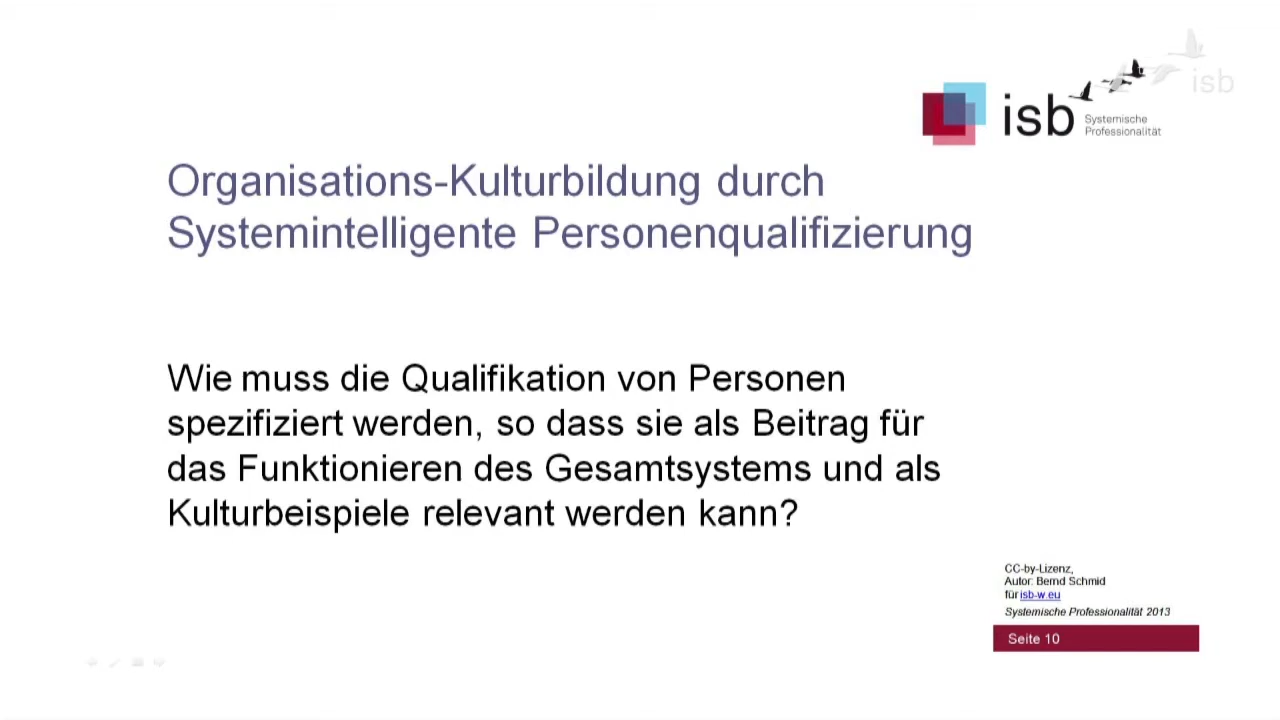 isb
isb
Systemische
Professionalität
Organisations-Kulturbildung durch
Systemintelligente Personenqualifizierung
Wie muss die Qualifikation von Personen
spezifiziert werden, so dass sie als Beitrag für
das Funktionieren des Gesamtsystems und als
Kulturbeispiele relevant werden kann?
CC-by-Lizenz,
Autor: Bernd Schmid
für isb-w.eu
Systemische Professionalität 2013
Seite 10